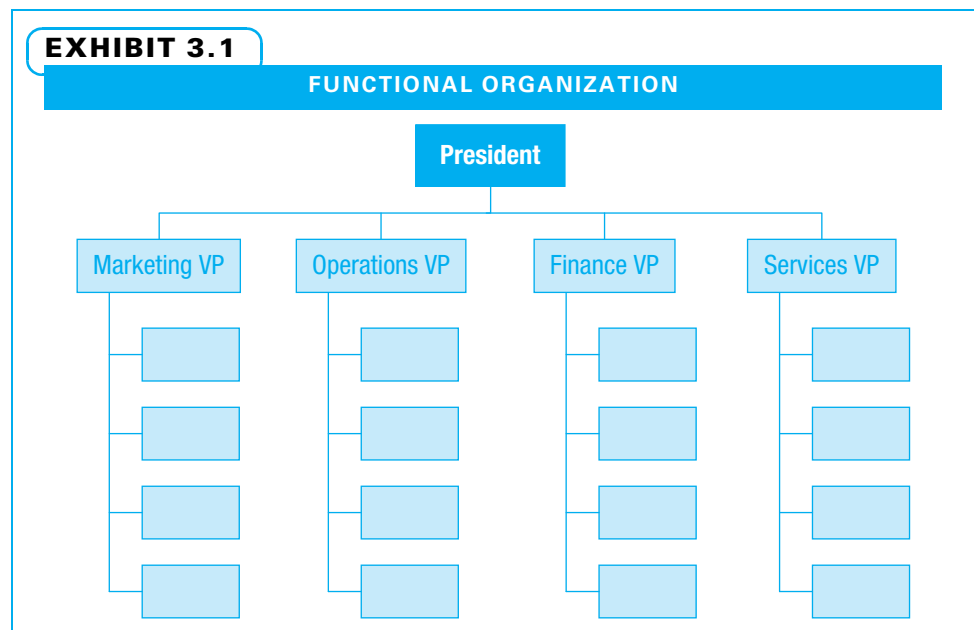 EXHIBIT 3.1
FUNCTIONAL ORGANIZATION
President
Marketing VP
Operations VP
Finance VP
Services VP